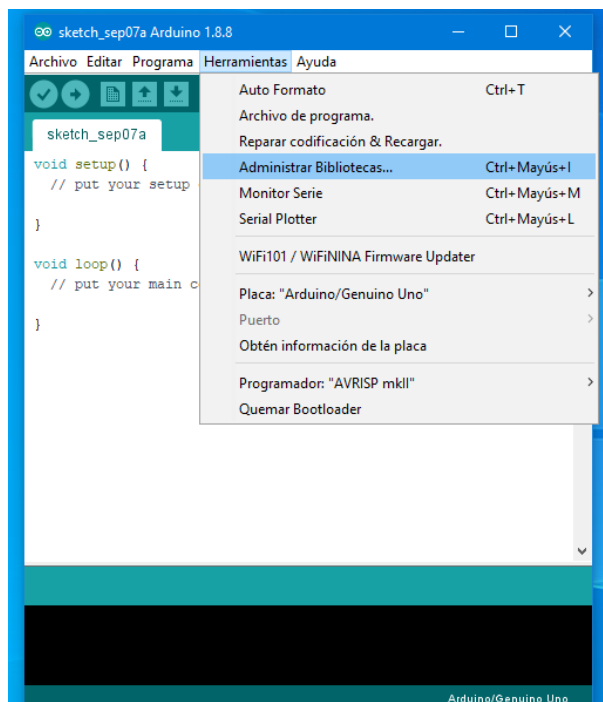 sketch_sep07a Arduino 1.8.8
Archivo Editar Programa Herramientas Ayuda
sketch_sep07a
void setup() {
// put your setup
}
void loop() {
// put your main c
}
Auto Formato Ctrl+T
Archivo de programa.
Reparar codificación & Recargar.
Administrar Bibliotecas... Ctrl+Mayús+I
Monitor Serie Ctrl+Mayús+M
Serial Plotter Ctrl+Mayús+L
WiFi101 / WiFiNINA Firmware Updater
Placa: "Arduino/Genuino Uno"
Puerto
Obtén información de la placa
Programador: "AVRISP mkII"
Quemar Bootloader
Arduino/Genuino Uno